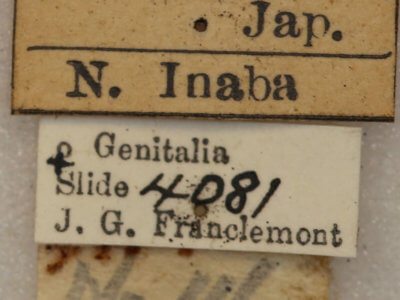 Jap.
N. Inaba
♀ Genitalia
Slide 4081
J. G. Franclemont